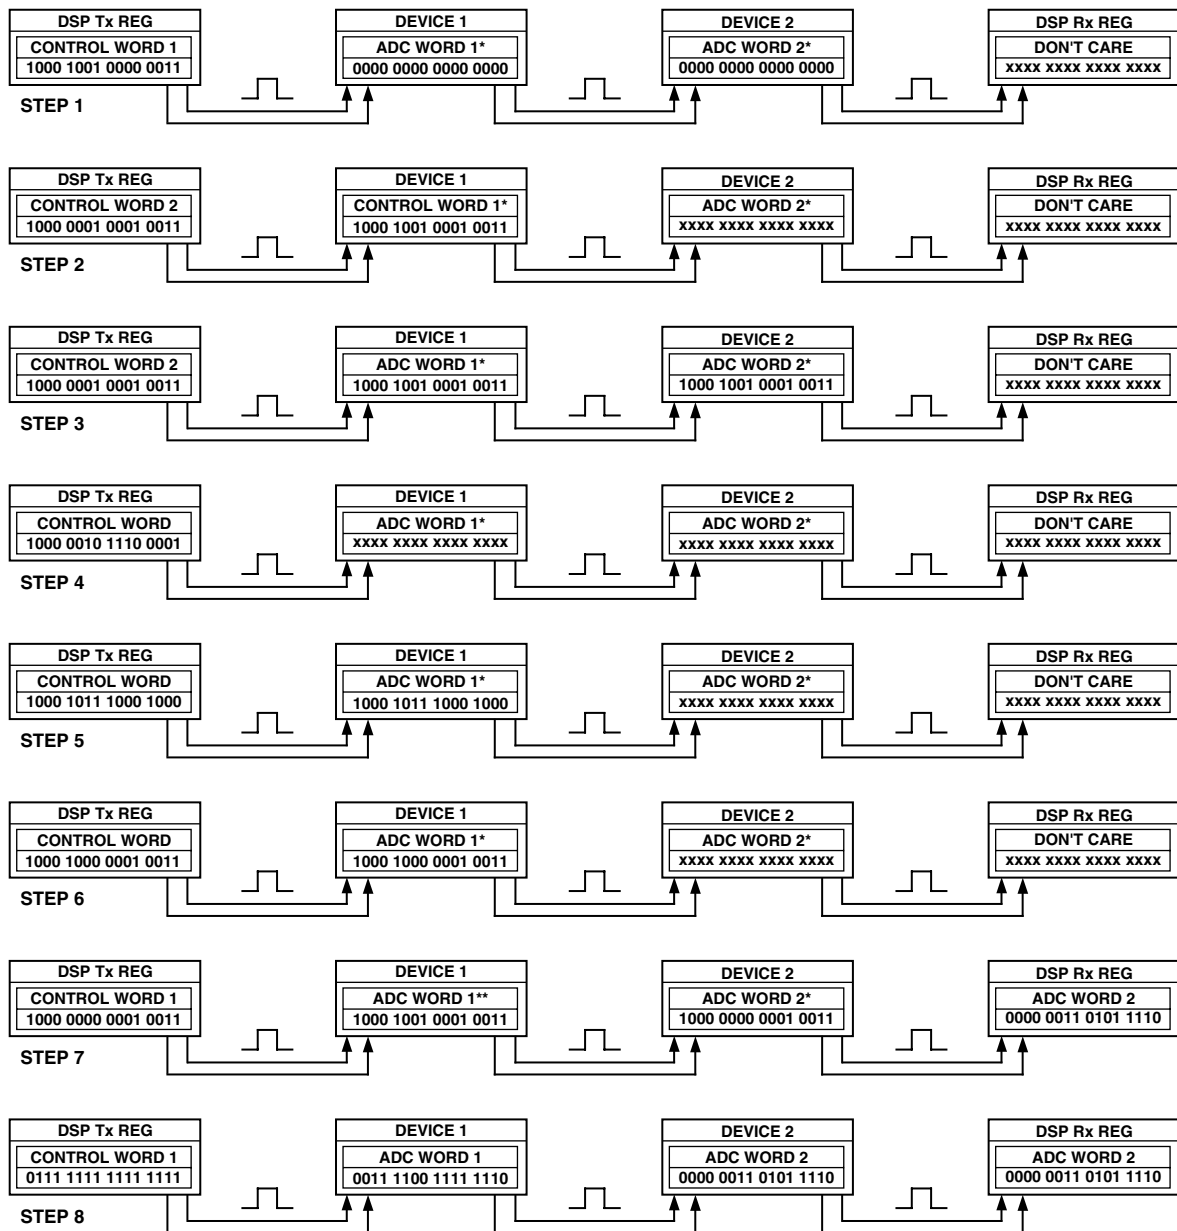 DSP Tx REG
CONTROL WORD 1
1000 1001 0000 0011
DEVICE 1
ADC WORD 1*
0000 0000 0000 0000
DEVICE 2
ADC WORD 2*
0000 0000 0000 0000
DSP Rx REG
DON'T CARE
xxxx xxxx xxxx xxxx
STEP 1
DSP Tx REG
CONTROL WORD 2
1000 0001 0001 0011
DEVICE 1
CONTROL WORD 1*
1000 1001 0001 0011
DEVICE 2
ADC WORD 2*
xxxx xxxx xxxx xxxx
DSP Rx REG
DON'T CARE
xxxx xxxx xxxx xxxx
STEP 2
DSP Tx REG
CONTROL WORD 2
1000 0001 0001 0011
DEVICE 1
ADC WORD 1*
1000 1001 0001 0011
DEVICE 2
ADC WORD 2*
1000 1001 0001 0011
DSP Rx REG
DON'T CARE
xxxx xxxx xxxx xxxx
STEP 3
DSP Tx REG
CONTROL WORD
1000 0010 1110 0001
DEVICE 1
ADC WORD 1*
xxxx xxxx xxxx xxxx
DEVICE 2
ADC WORD 2*
xxxx xxxx xxxx xxxx
DSP Rx REG
DON'T CARE
xxxx xxxx xxxx xxxx
STEP 4
DSP Tx REG
CONTROL WORD
1000 1011 1000 1000
DEVICE 1
ADC WORD 1*
1000 1011 1000 1000
DEVICE 2
ADC WORD 2*
xxxx xxxx xxxx xxxx
DSP Rx REG
DON'T CARE
xxxx xxxx xxxx xxxx
STEP 5
DSP Tx REG
CONTROL WORD
1000 1000 0001 0011
DEVICE 1
ADC WORD 1*
1000 1000 0001 0011
DEVICE 2
ADC WORD 2*
xxxx xxxx xxxx xxxx
DSP Rx REG
DON'T CARE
xxxx xxxx xxxx xxxx
STEP 6
DSP Tx REG
CONTROL WORD 1
1000 0000 0001 0011
DEVICE 1
ADC WORD 1**
1000 1001 0001 0011
DEVICE 2
ADC WORD 2*
1000 0000 0001 0011
DSP Rx REG
ADC WORD 2
0000 0011 0101 1110
STEP 7
DSP Tx REG
CONTROL WORD 1
0111 1111 1111 1111
DEVICE 1
ADC WORD 1
0011 1100 1111 1110
DEVICE 2
ADC WORD 2
0000 0011 0101 1110
DSP Rx REG
ADC WORD 2
0000 0011 0101 1110
STEP 8